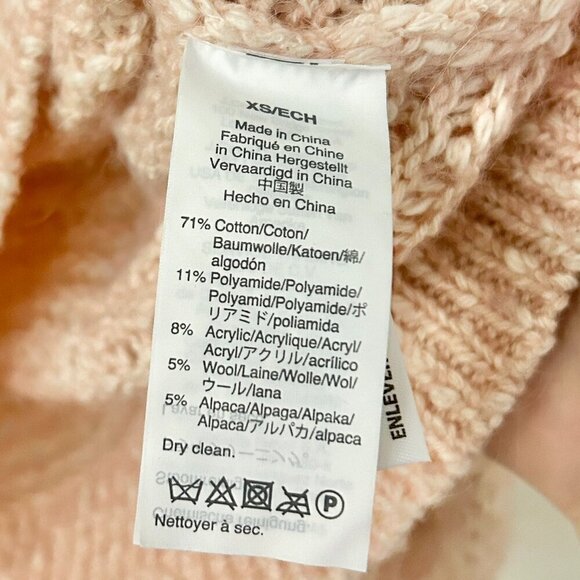 XS/ECH
Made in China
Fabriqué en Chine
in China Hergestellt
Vervaardigd in China
中国製
Hecho en China
71% Cotton/Coton/
Baumwolle/Katoen/綿/
algodón
11% Polyamide/Polyamide/
Polyamid/Polyamide/ポ
リアミド/poliamida
8% Acrylic/Acrylique/Acryl/
Acryl/アクリル/acrílico
5% Wool/Laine/Wolle/Wol/
ウール/lana
5% Alpaca/Alpaga/Alpaka/
Alpaca/アルパカ/alpaca
Dry clean.
P
Nettoyer à sec.
ENLEVER